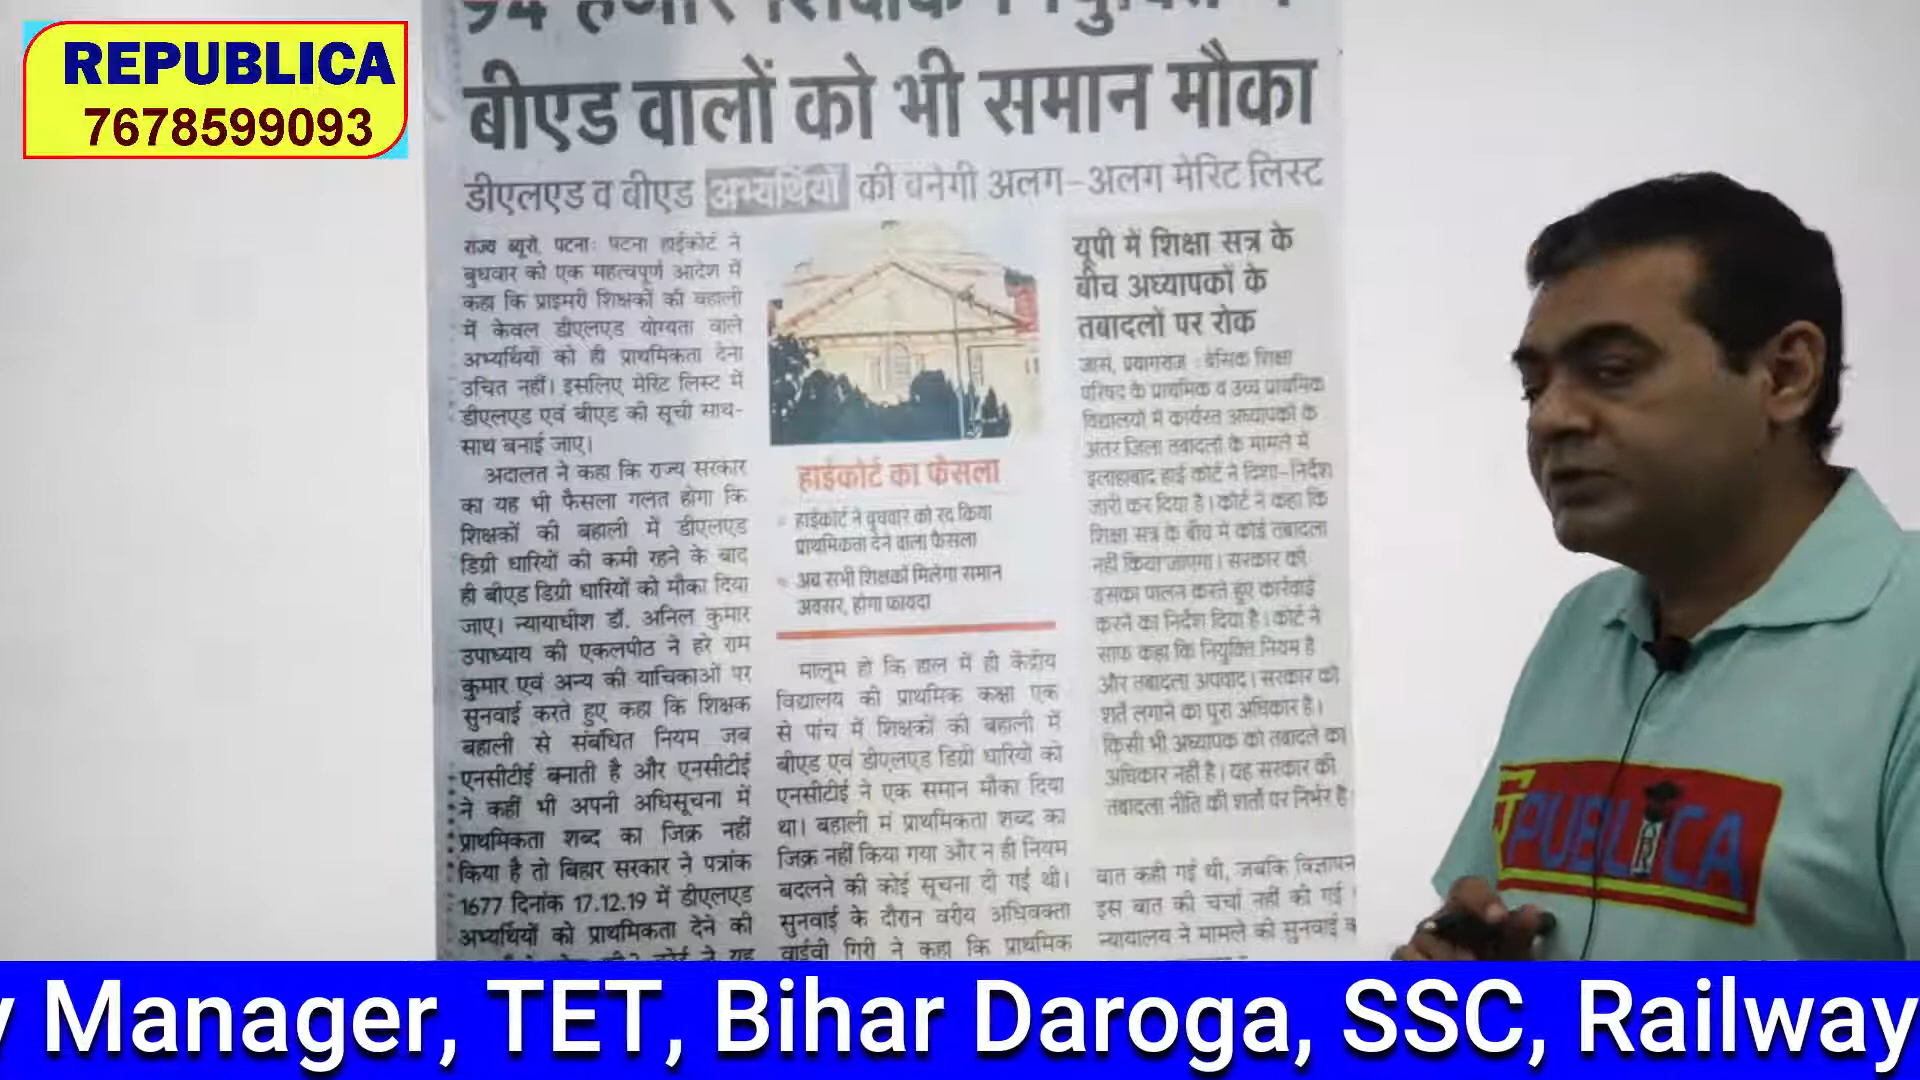 REPUBLICA
7678599093
94 हजार शिक्षक नियुक्ति में
बीएड वालों को भी समान मौका
डीएलएड व बीएड अभ्यर्थियों की बनेगी अलग-अलग मेरिट लिस्ट
राज्य ब्यूरो, पटना: पटना हाईकोर्ट ने
बुधवार को एक महत्वपूर्ण आदेश में
कहा कि प्राइमरी शिक्षकों की बहाली
में केवल डीएलएड योग्यता वाले
अभ्यर्थियों को ही प्राथमिकता देना
उचित नहीं। इसलिए मेरिट लिस्ट में
डीएलएड एवं बीएड की सूची साथ-
साथ बनाई जाए।
अदालत ने कहा कि राज्य सरकार
का यह भी फैसला गलत होगा कि
शिक्षकों की बहाली में डीएलएड
डिग्री धारियों की कमी रहने के बाद
ही बीएड डिग्री धारियों को मौका दिया
जाए। न्यायाधीश डॉ. अनिल कुमार
उपाध्याय की एकलपीठ ने हरे राम
कुमार एवं अन्य की याचिकाओं पर
सुनवाई करते हुए कहा कि शिक्षक
बहाली से संबंधित नियम जब
एनसीटीई बनाती है और एनसीटीई
ने कहीं भी अपनी अधिसूचना में
प्राथमिकता शब्द का जिक्र नहीं
किया है तो बिहार सरकार ने पत्रांक
1677 दिनांक 17.12.19 में डीएलएड
अभ्यर्थियों को प्राथमिकता देने की
हाईकोर्ट का फैसला
हाईकोर्ट ने बुधवार को रद किया
प्राथमिकता देने वाला फैसला
अब सभी शिक्षकों मिलेगा समान
अवसर, होगा फायदा
मालूम हो कि हाल में ही केंद्रीय
विद्यालय की प्राथमिक कक्षा एक
से पांच में शिक्षकों की बहाली में
बीएड एवं डीएलएड डिग्री धारियों को
एनसीटीई ने एक समान मौका दिया
था। बहाली में प्राथमिकता शब्द का
जिक्र नहीं किया गया और न ही नियम
बदलने की कोई सूचना दी गई थी।
सुनवाई के दौरान वरीय अधिवक्ता
वाईवी गिरी ने कहा कि प्राथमिक
यूपी में शिक्षा सत्र के
बीच अध्यापकों के
तबादलों पर रोक
जासं, प्रयागराज : बेसिक शिक्षा
परिषद के प्राथमिक व उच्च प्राथमिक
विद्यालयों में कार्यरत अध्यापकों के
अंतर जिला तबादलों के मामले में
इलाहाबाद हाई कोर्ट ने दिशा-निर्देश
जारी कर दिया है। कोर्ट ने कहा कि
शिक्षा सत्र के बीच में कोई तबादला
नहीं किया जाएगा। सरकार को
इसका पालन करते हुए कार्रवाई
करने का निर्देश दिया है। कोर्ट ने
साफ कहा कि नियुक्ति नियम है
और तबादला अपवाद। सरकार को
शर्तें लगाने का पूरा अधिकार है।
किसी भी अध्यापक को तबादले का
अधिकार नहीं है। यह सरकार की
तबादला नीति की शर्तों पर निर्भर है
बात कही गई थी, जबकि विज्ञापन
इस बात की चर्चा नहीं की गई
न्यायालय ने मामले की सुनवाई
REPUBLICA
Manager, TET, Bihar Daroga, SSC, Railway